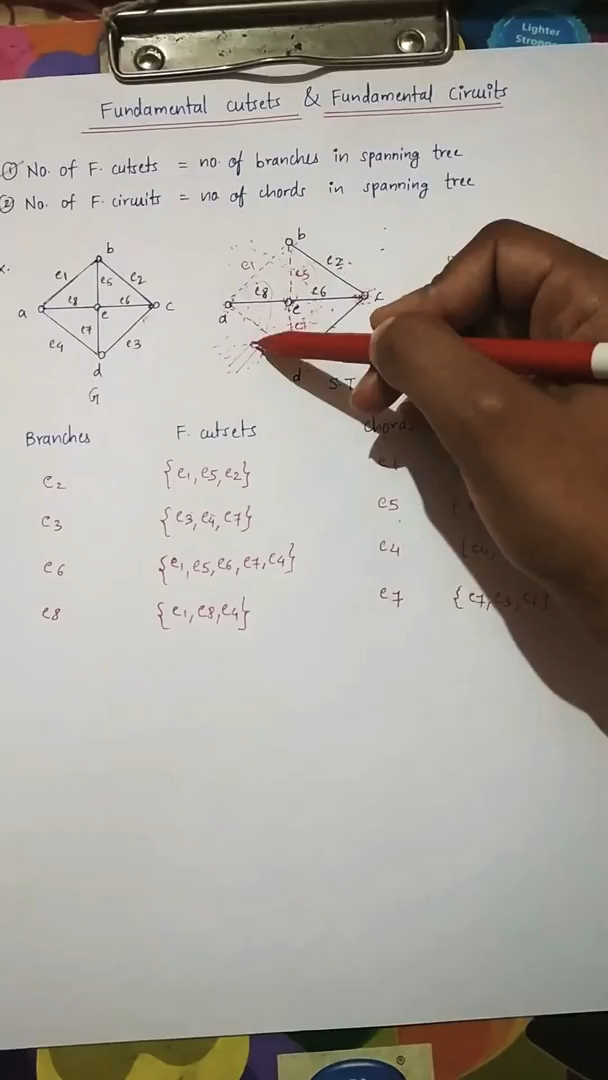 Lighter
Fundamental cutsets & Fundamental Circuits
① No. of F. cutsets = no. of branches in spanning tree
② No. of F. circuits = no of chords in spanning tree
b
e1 e5 e2
a e8 e6 c
e
e7
e4 e3
d
G
b
e1 e5 e2
e8 e6 c
a e
d S.T
Branches F. cutsets Chords
e2 {e1, e5, e2}
e3 {e3, e4, e7} e5
e6 {e1, e5, e6, e7, e4} e4
e8 {e1, e8, e4} e7 {e7, e3, e6}